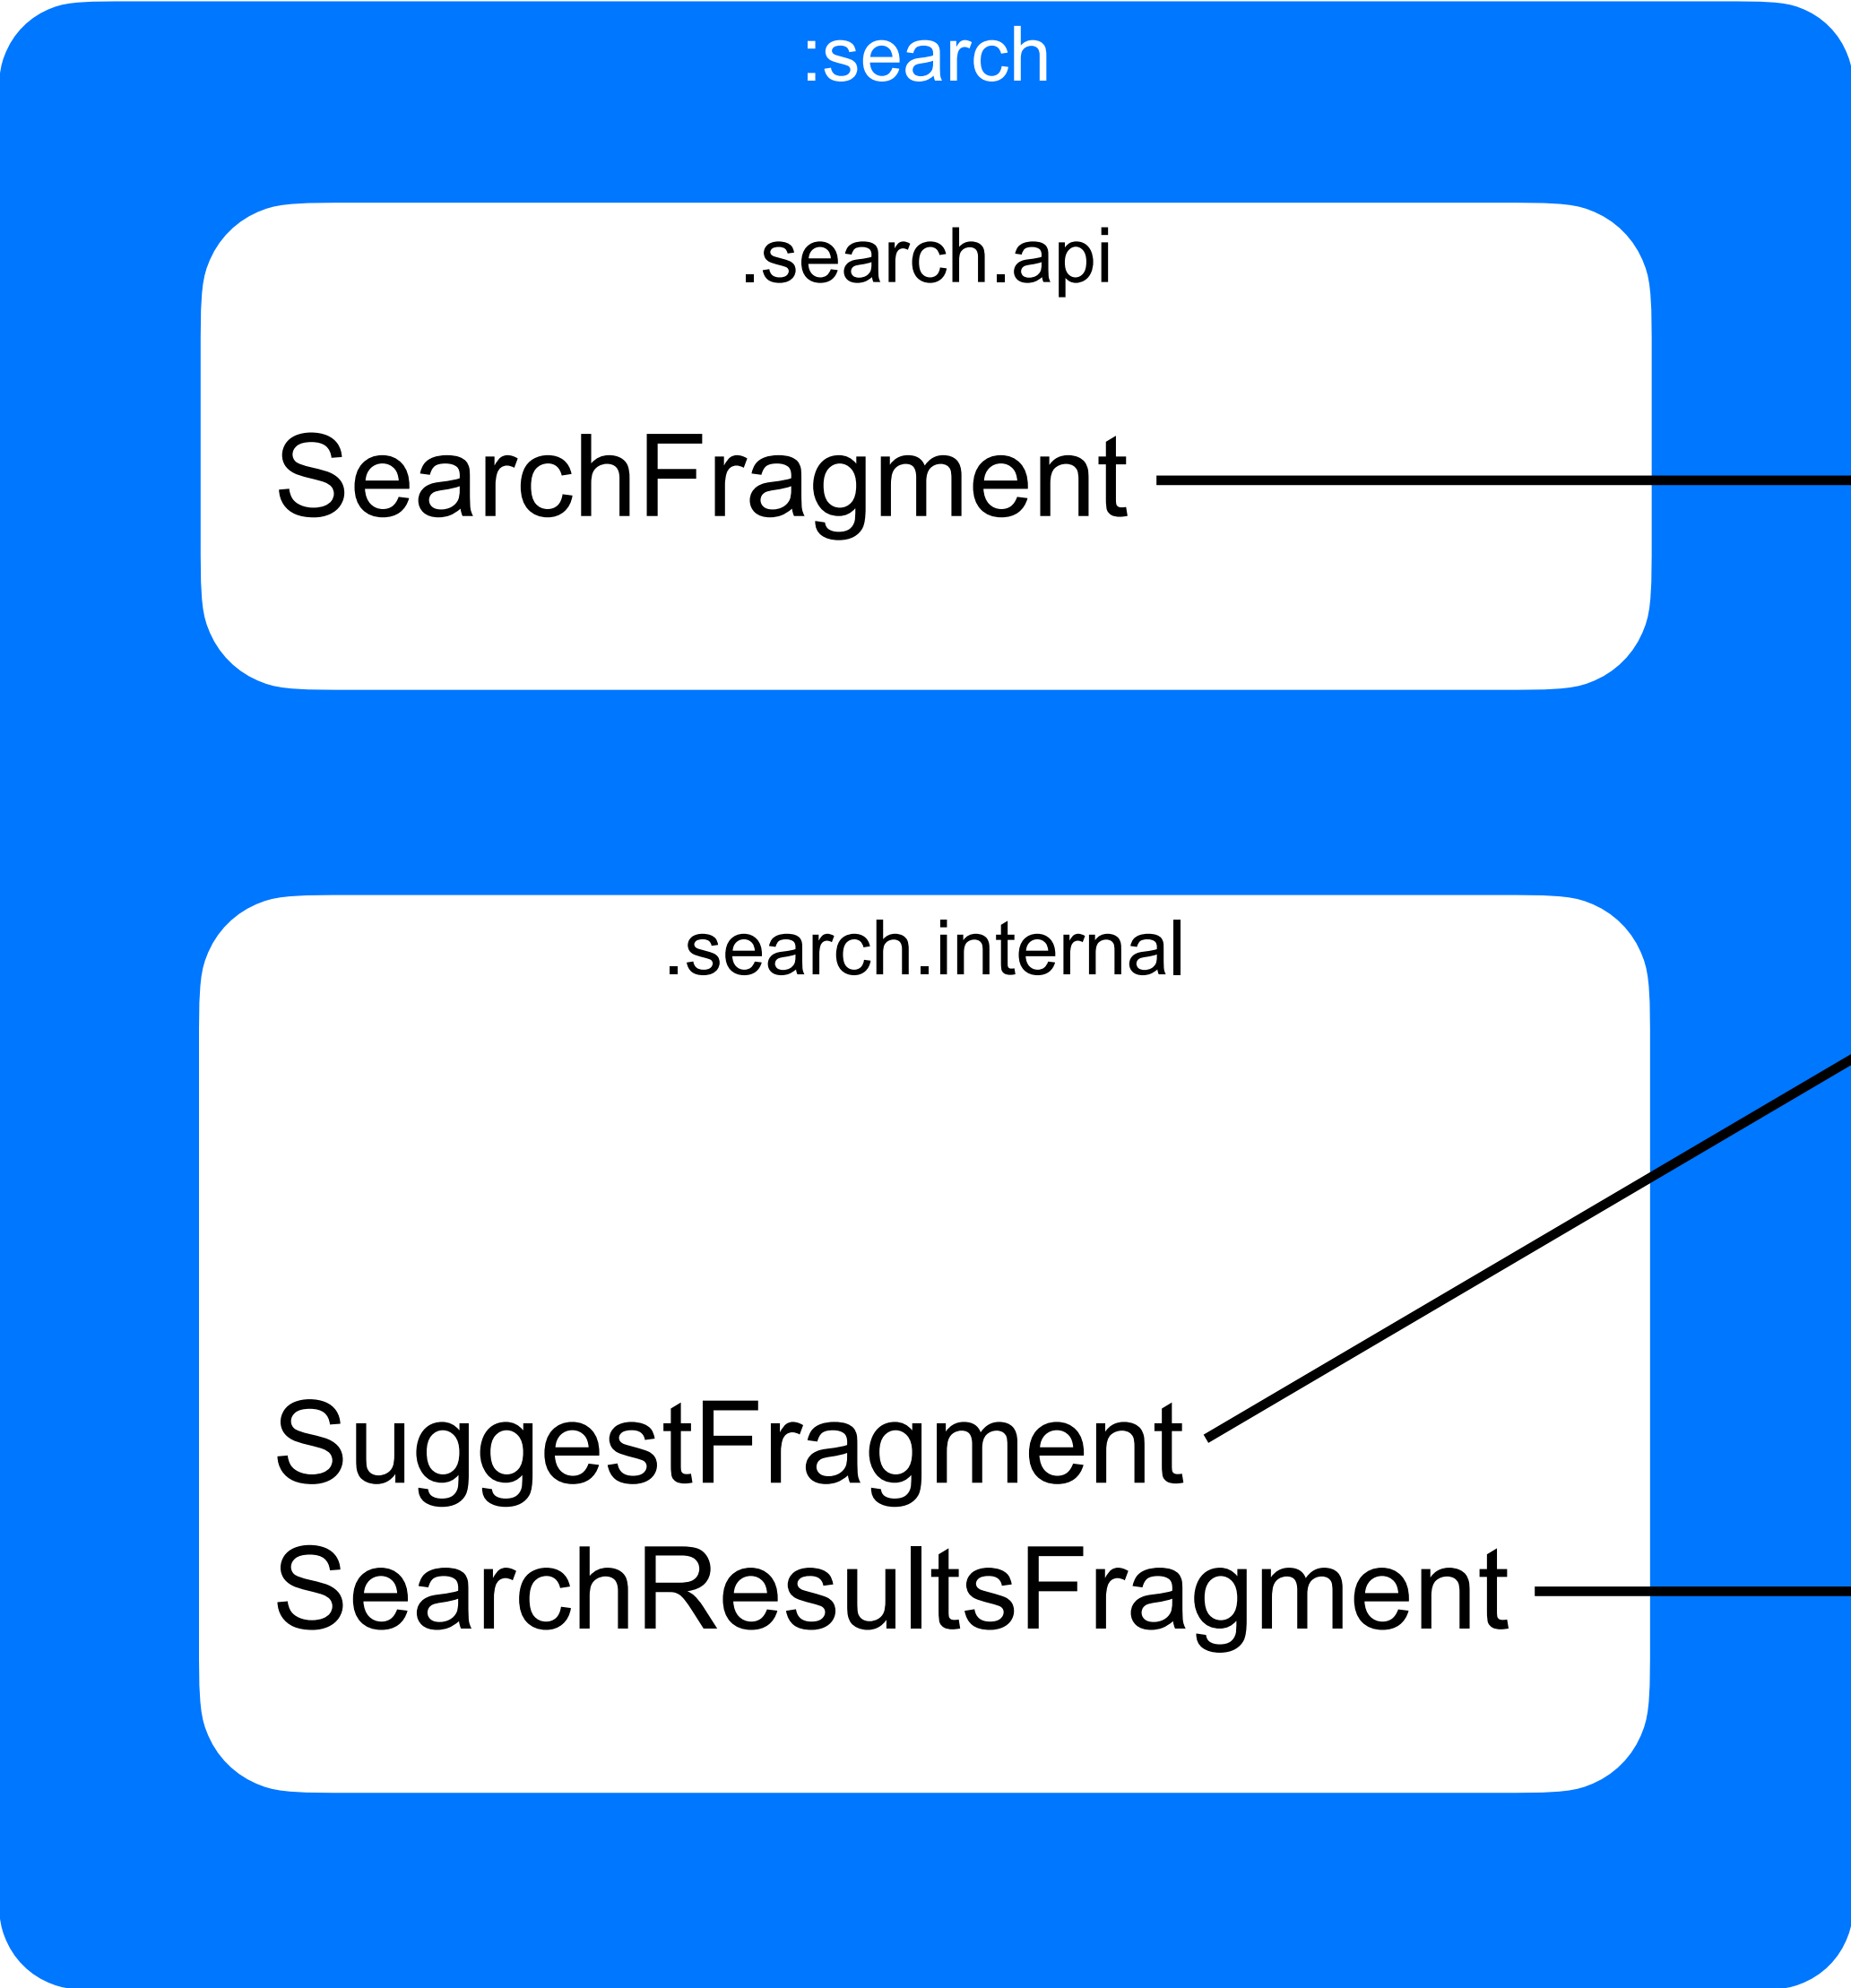 :search
.search.api
SearchFragment
.search.internal
SuggestFragment
SearchResultsFragment